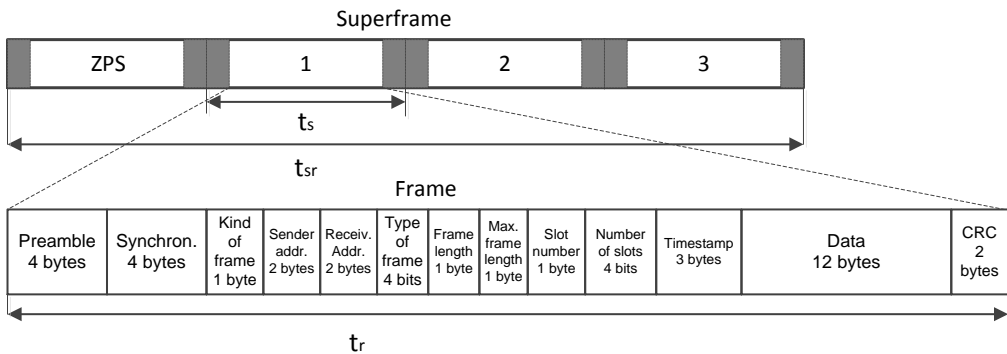 Superframe
ZPS
1
2
3
ts
tsr
Frame
Preamble
4 bytes
Synchron.
4 bytes
Kind
of
frame
1 byte
Sender
addr.
2 bytes
Receiv.
Addr.
2 bytes
Type
of
frame
4 bits
Frame
length
1 byte
Max.
frame
length
1 byte
Slot
number
1 byte
Number
of slots
4 bits
Timestamp
3 bytes
Data
12 bytes
CRC
2
bytes
tr